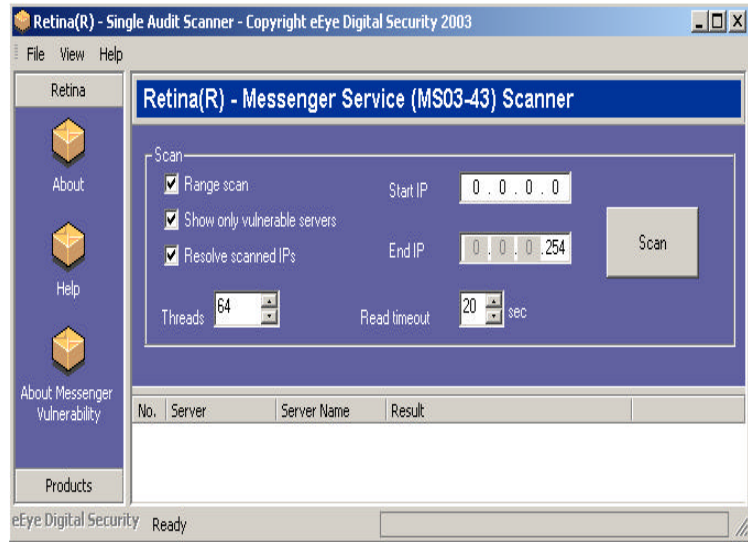 Retina(R) - Single Audit Scanner - Copyright eEye Digital Security 2003
File View Help
Retina
About
Help
About Messenger
Vulnerability
Products
Retina(R) - Messenger Service (MS03-43) Scanner
Scan
Range scan
Show only vulnerable servers
Resolve scanned IPs
Start IP 0 . 0 . 0 . 0
End IP 0 . 0 . 0 .254
Scan
Threads 64
Read timeout 20 sec
No. Server Server Name Result
eEye Digital Security Ready